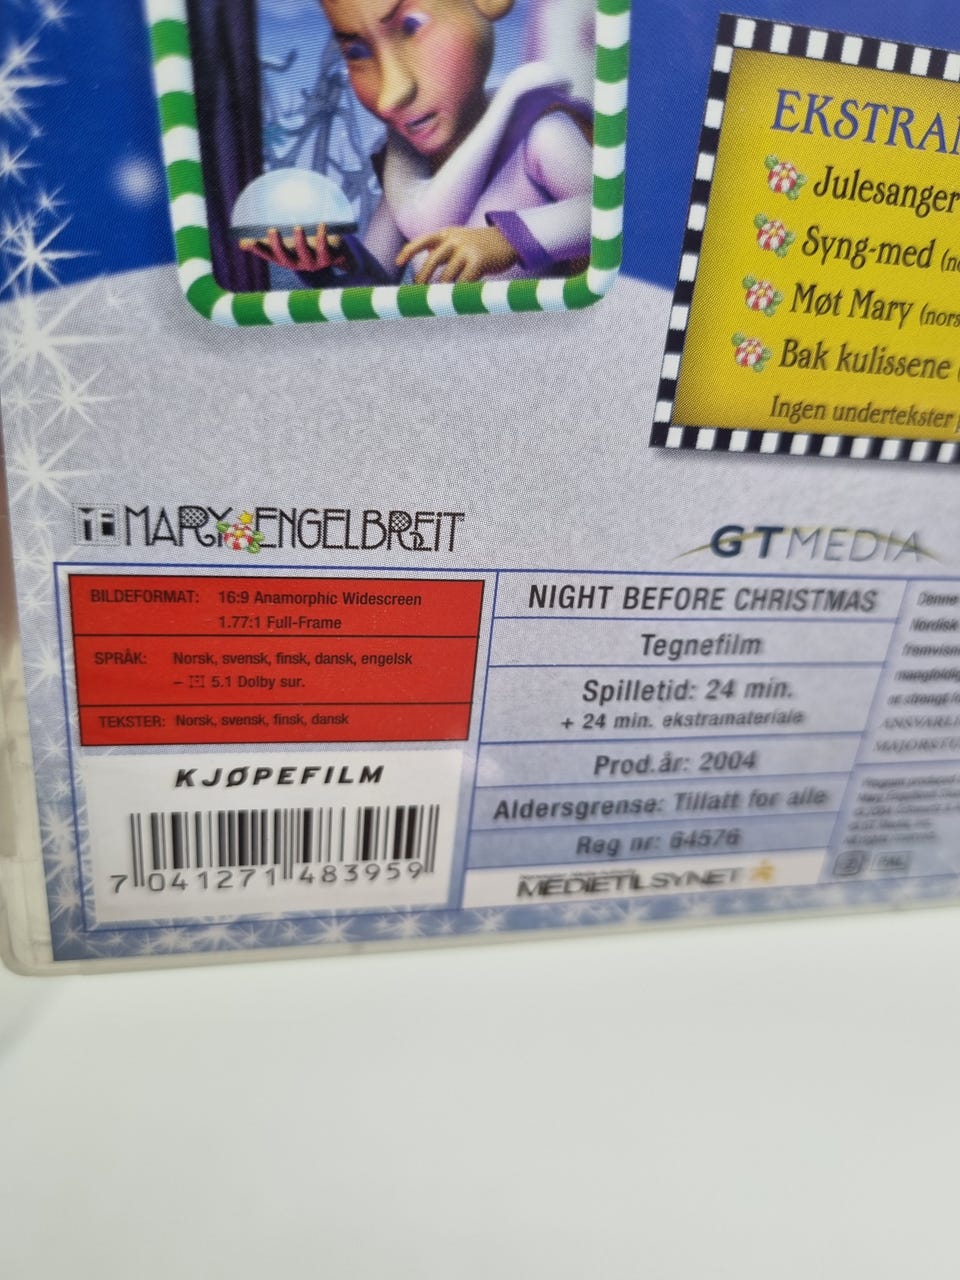 EKSTRA
Julesanger
Syng-med
Møt Mary (nors
Bak kulissene
Ingen undertekster
MARY ENGELBREIT
GTMEDIA
BILDEFORMAT: 16:9 Anamorphic Widescreen
1.77:1 Full-Frame
SPRÅK: Norsk, svensk, finsk, dansk, engelsk
– 5.1 Dolby sur.
TEKSTER: Norsk, svensk, finsk, dansk
KJØPEFILM
7 041271 483959
NIGHT BEFORE CHRISTMAS
Tegnefilm
Spilletid: 24 min.
+ 24 min. ekstramateriale
Prod.år: 2004
Aldersgrense: Tillatt for alle
Reg nr: 64576
MEDIETILSYNET
Denne
Nordisk